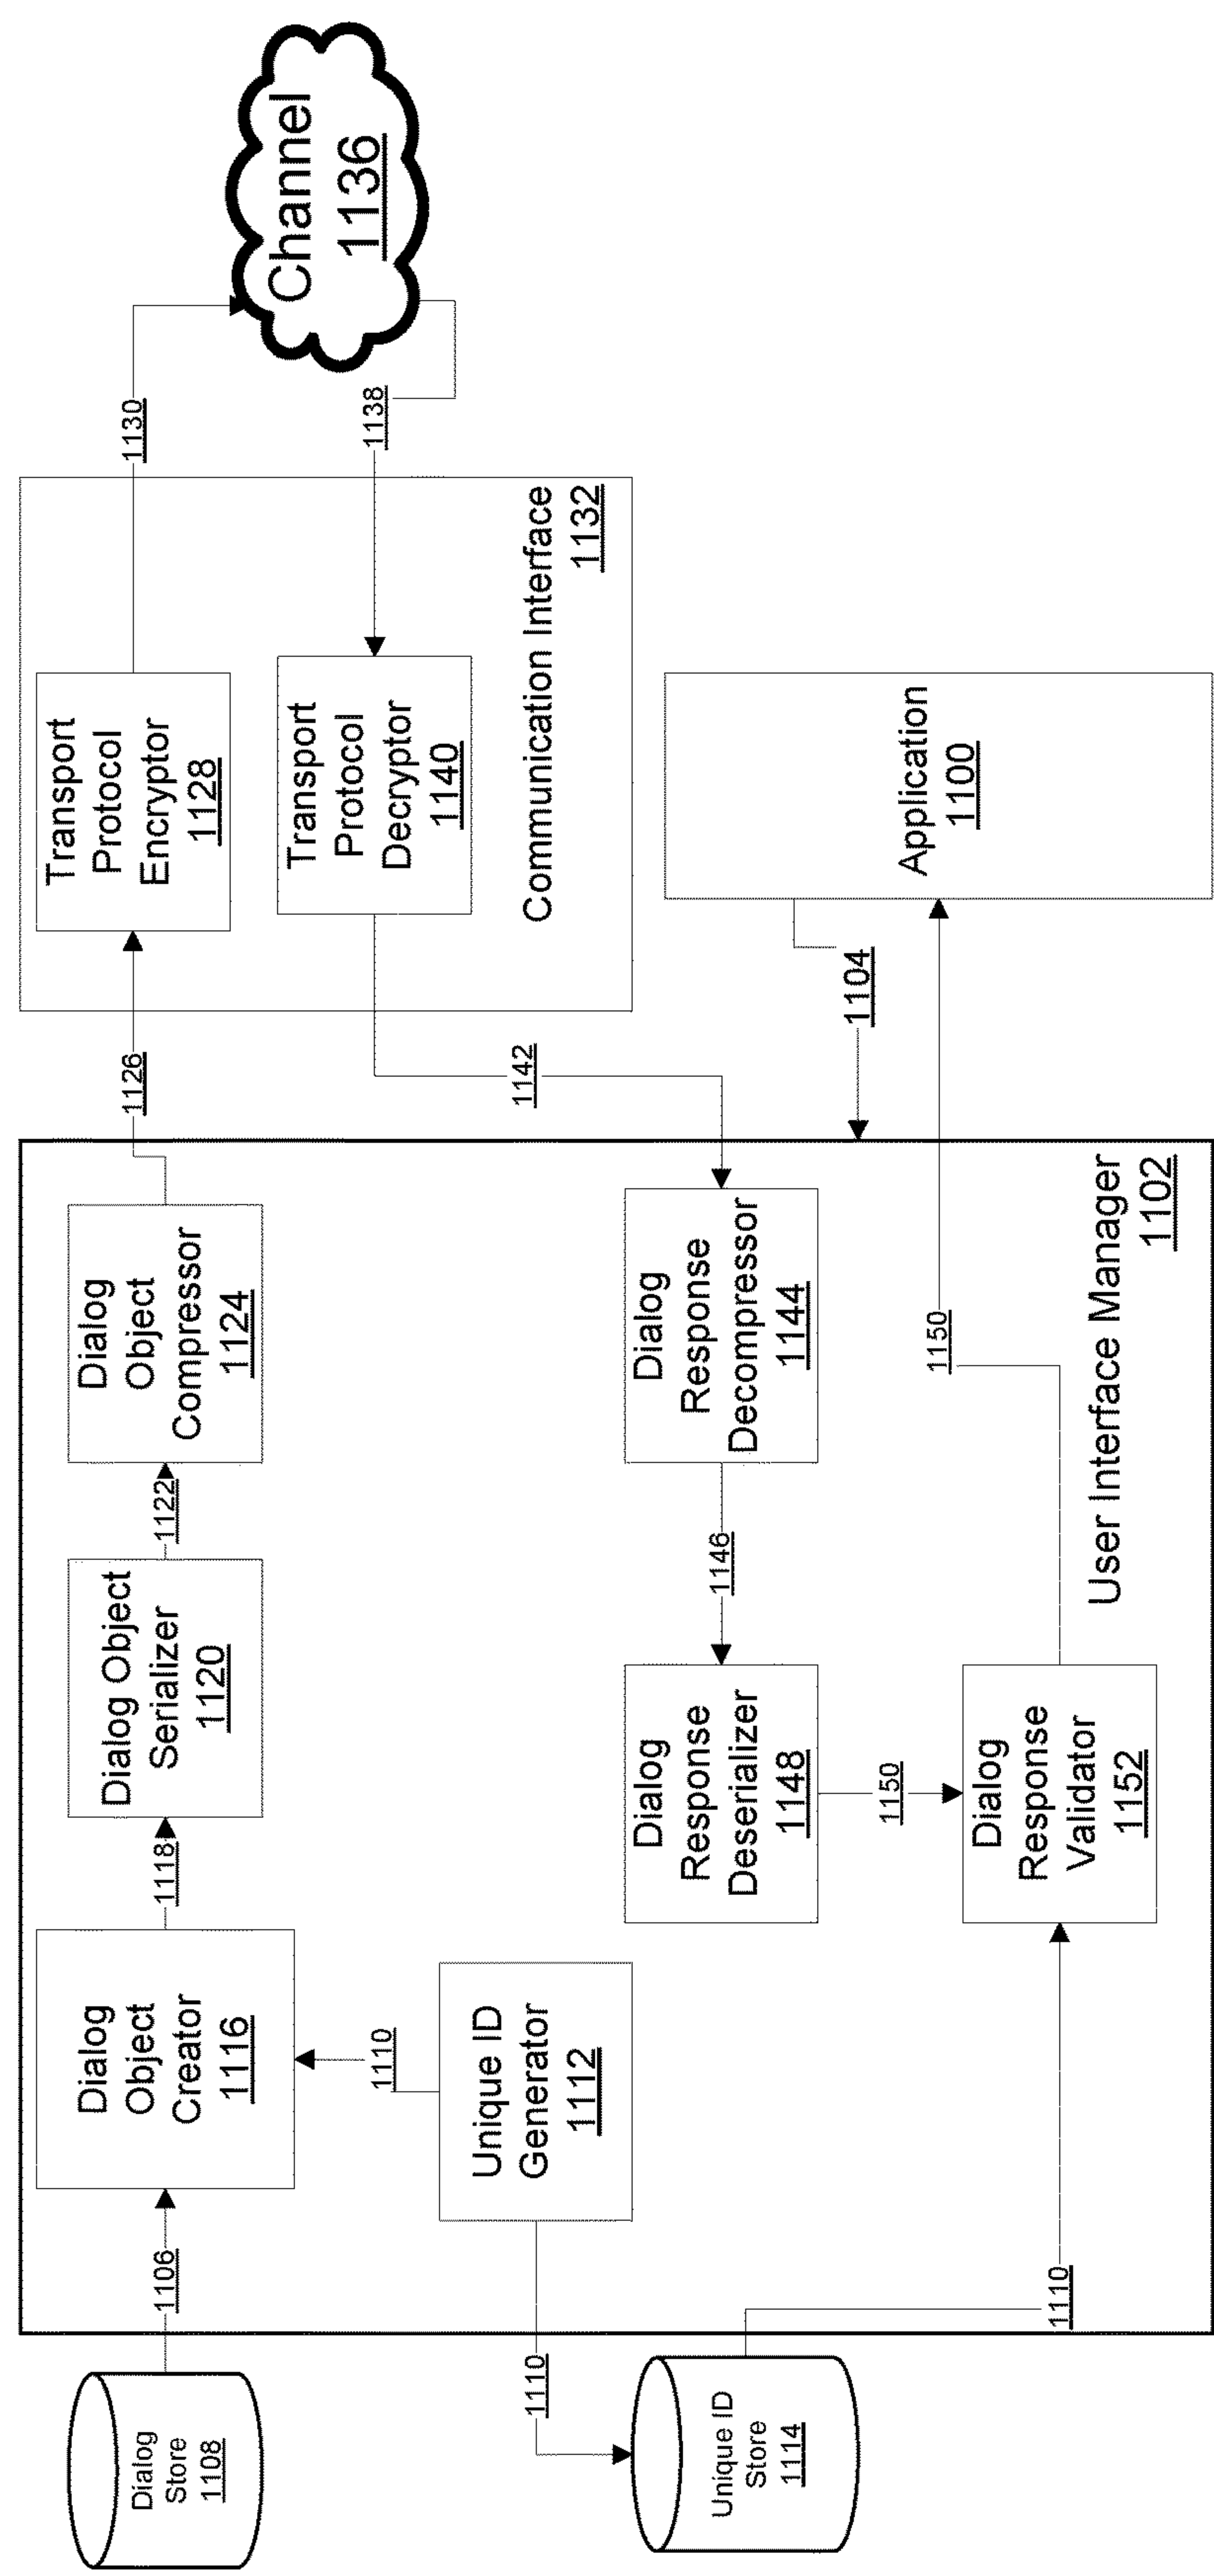 Dialog
Store
1108
1106
Dialog
Object
Creator
1116
1118
Dialog Object
Serializer
1120
1122
Dialog
Object
Compressor
1124
1126
Transport
Protocol
Encryptor
1128
1130
Channel
1136
1138
Transport
Protocol
Decryptor
1140
Communication Interface
1132
1142
Unique ID
Generator
1112
1110
1110
Unique ID
Store
1114
1110
Dialog
Response
Decompressor
1144
1146
Dialog
Response
Deserializer
1148
1150
Dialog
Response
Validator
1152
1150
User Interface Manager
1102
1104
Application
1100